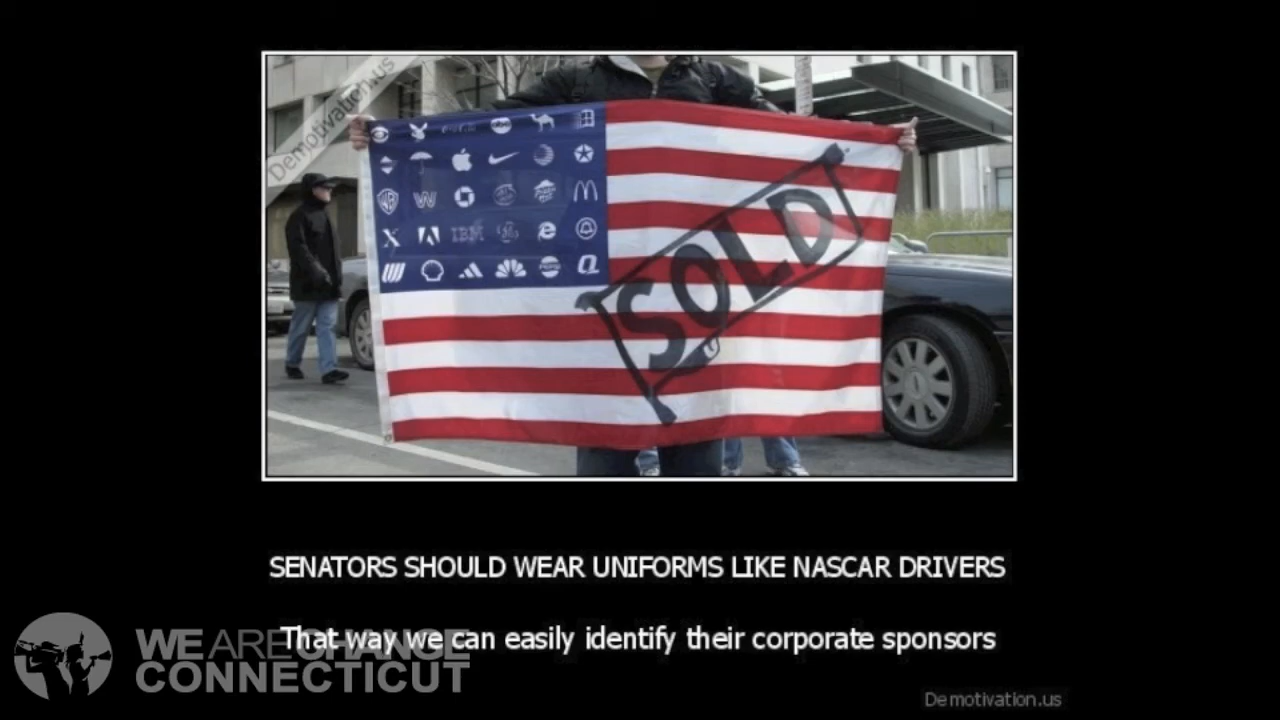 Demotivation.us
IBM
SOLD
SENATORS SHOULD WEAR UNIFORMS LIKE NASCAR DRIVERS
That way we can easily identify their corporate sponsors
WE ARE CHANGE
CONNECTICUT
Demotivation.us